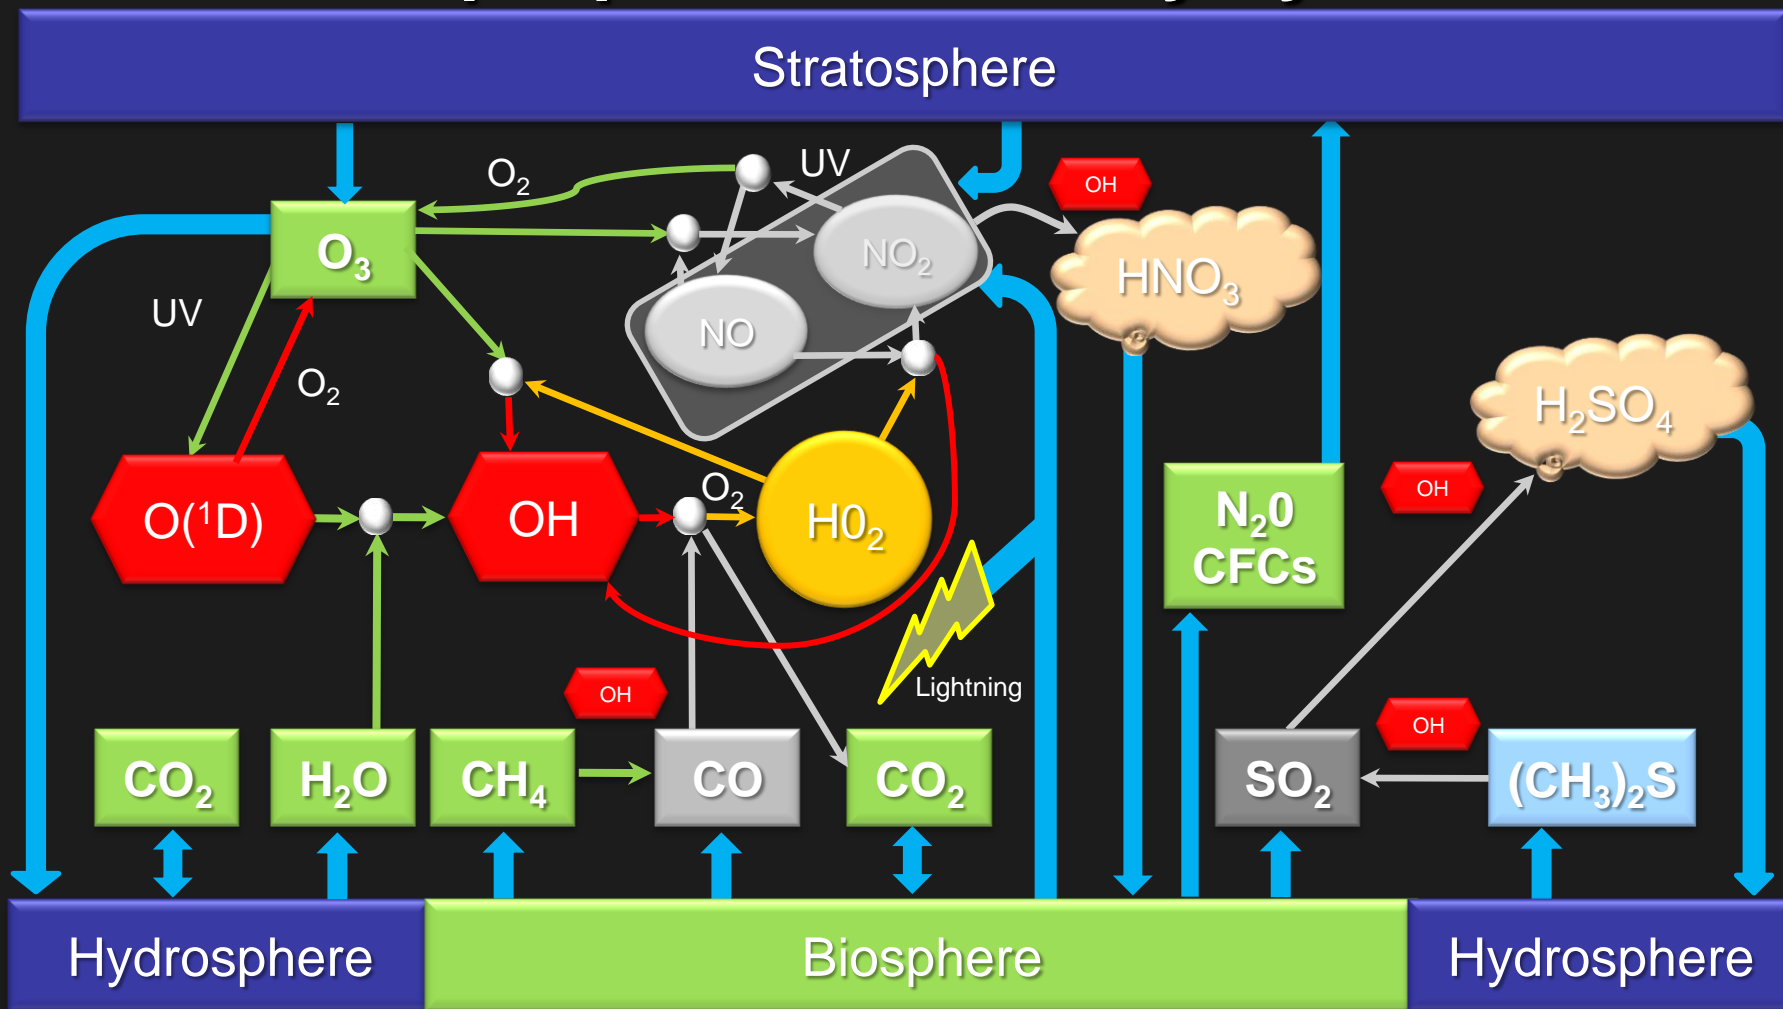 Stratosphere
O₂
UV
OH
O₃
NO₂
HNO₃
UV
NO
O₂
H₂SO₄
O₂
OH
O(¹D)
OH
H0₂
N₂0
CFCs
Lightning
OH
OH
CO₂
H₂O
CH₄
CO
CO₂
SO₂
(CH₃)₂S
Hydrosphere
Biosphere
Hydrosphere